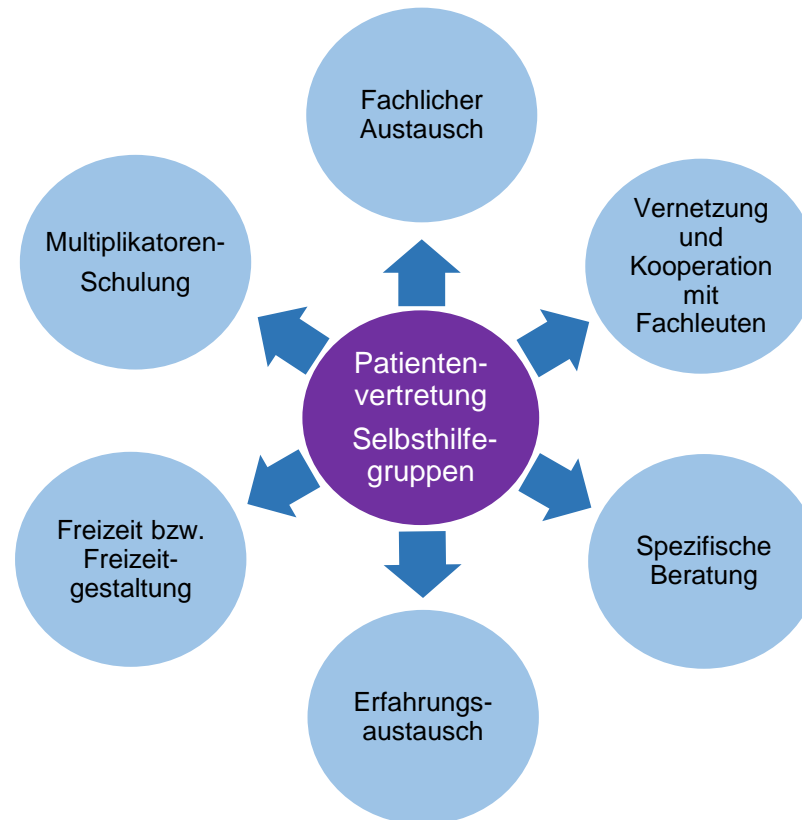 Fachlicher
Austausch
Vernetzung
und
Kooperation
mit
Fachleuten
Multiplikatoren-
Schulung
Patienten-
vertretung
Selbsthilfe-
gruppen
Freizeit bzw.
Freizeit-
gestaltung
Spezifische
Beratung
Erfahrungs-
austausch